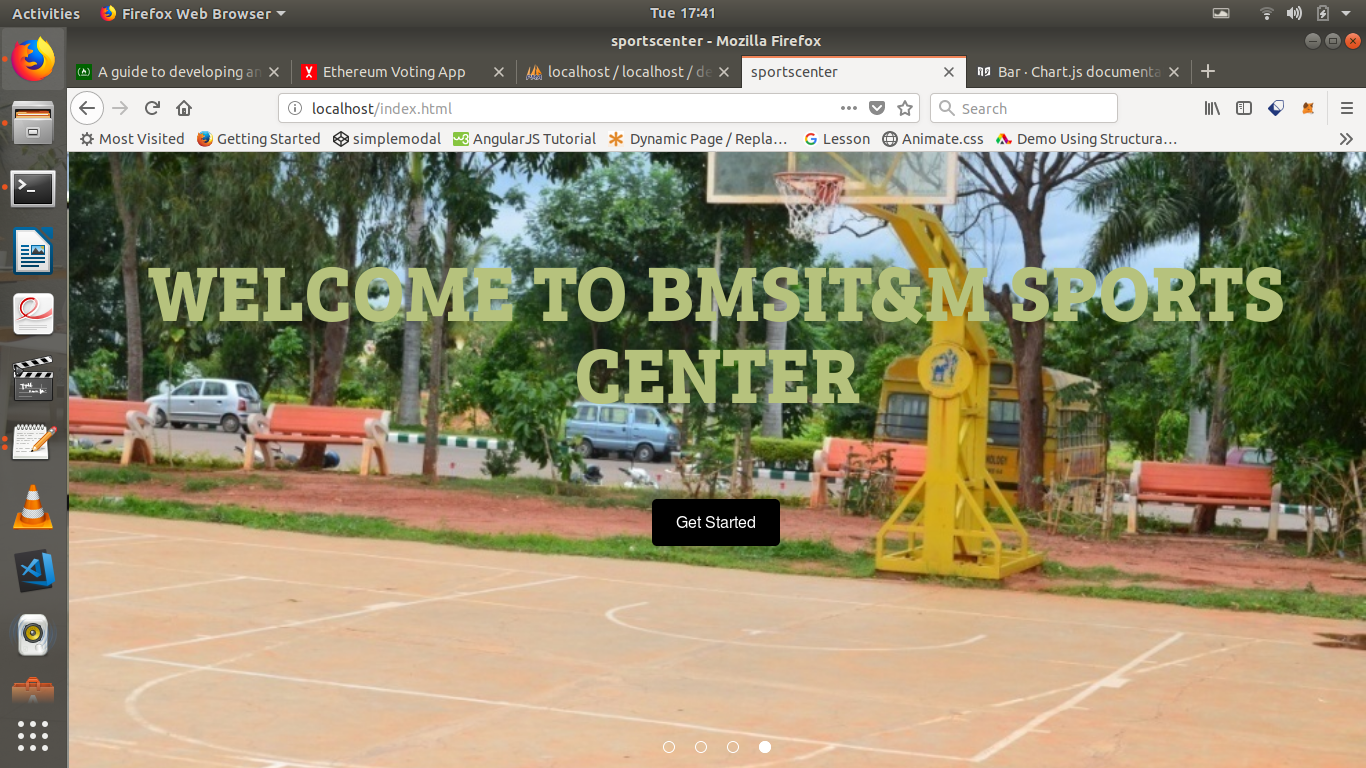 Activities
Firefox Web Browser
Tue 17:41
sportscenter - Mozilla Firefox
A guide to developing an
Ethereum Voting App
localhost / localhost / de
sportscenter
Bar · Chart.js documenta
localhost/index.html
Search
Most Visited
Getting Started
simplemodal
AngularJS Tutorial
Dynamic Page / Repla…
Lesson
Animate.css
Demo Using Structura…
WELCOME TO BMSIT&M SPORTS
CENTER
Get Started